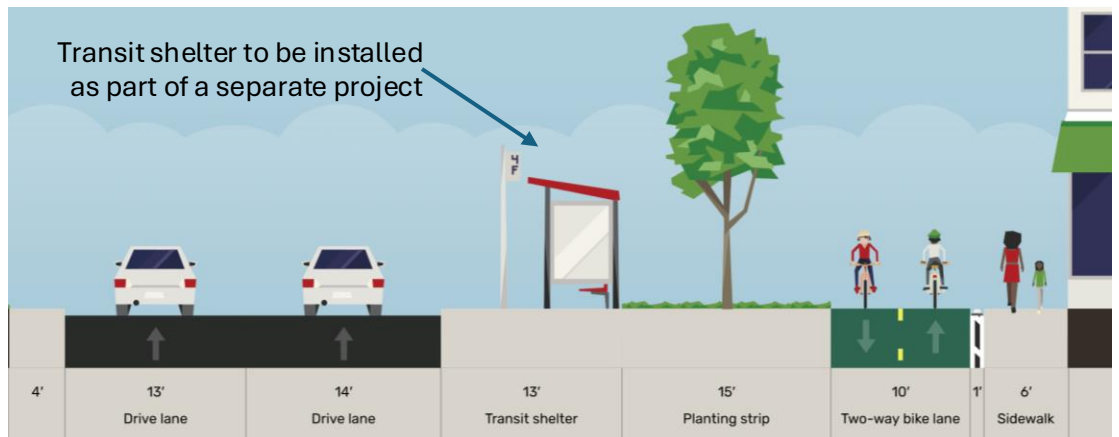 Transit shelter to be installed
as part of a separate project
4' 13' 14' 13' 15' 10' 1' 6'
Drive lane Drive lane Transit shelter Planting strip Two-way bike lane Sidewalk